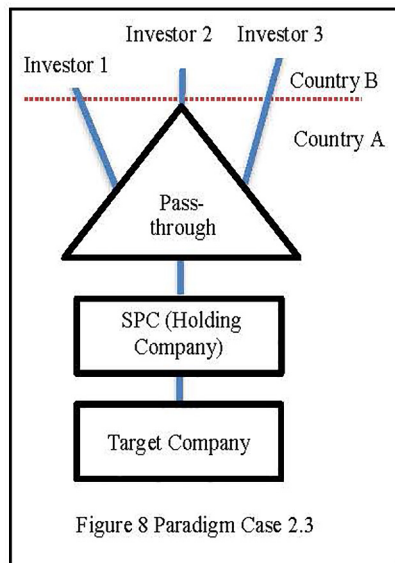 Investor 2
Investor 3
Investor 1
Country B
Country A
Pass-
through
SPC (Holding
Company)
Target Company
Figure 8 Paradigm Case 2.3